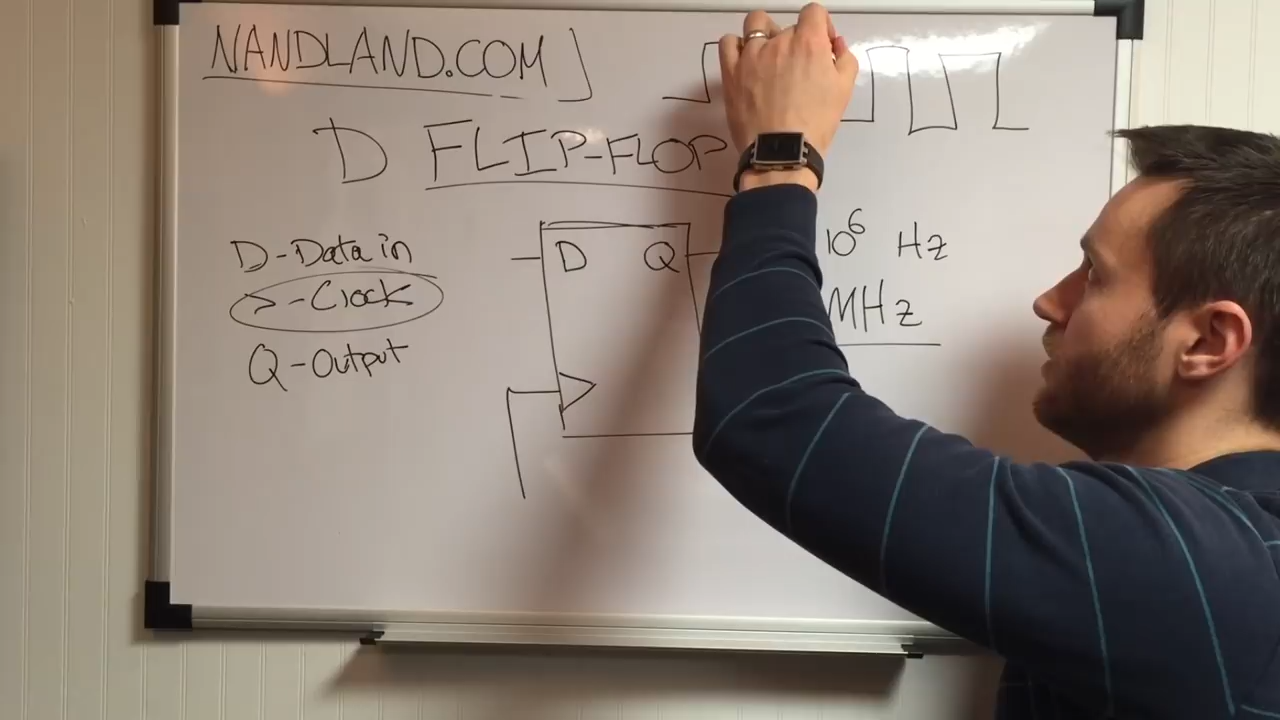 NANDLAND.COM
D FLIP-FLOP
D-Data in
>-Clock
Q-Output
D Q
10⁶ Hz
MHz